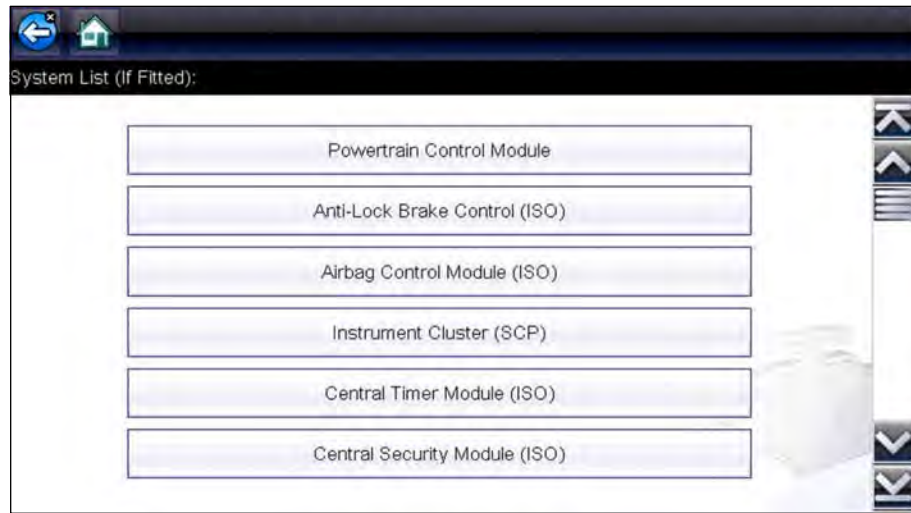 System List (If Fitted):
Powertrain Control Module
Anti-Lock Brake Control (ISO)
Airbag Control Module (ISO)
Instrument Cluster (SCP)
Central Timer Module (ISO)
Central Security Module (ISO)